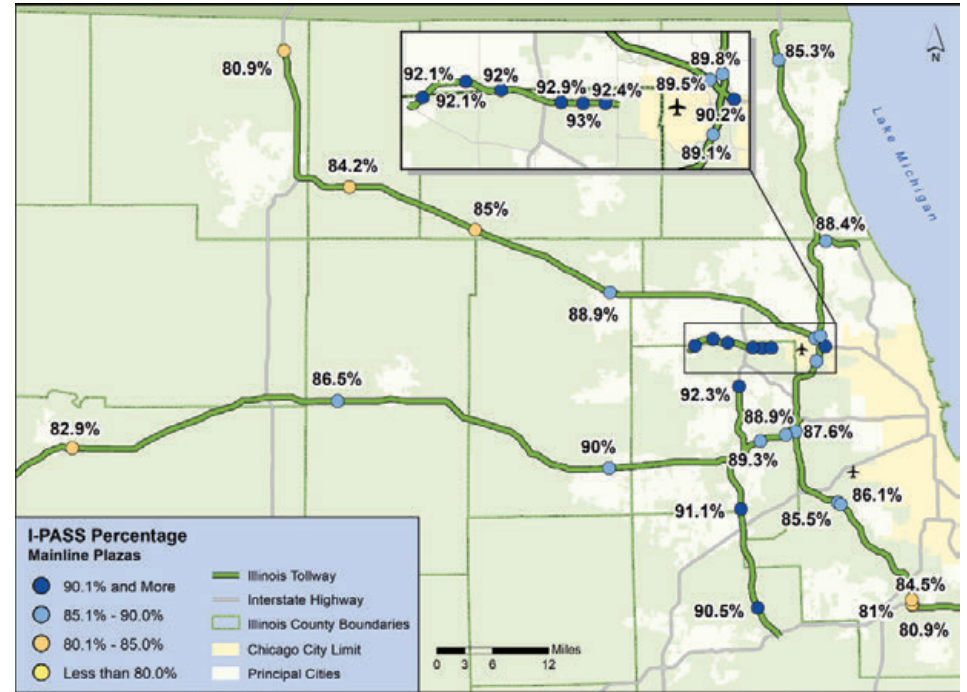 80.9%
92.1%
92%
92.1%
92.9%
92.4%
93%
89.8%
89.5%
90.2%
89.1%
85.3%
N
Lake Michigan
84.2%
85%
88.4%
88.9%
86.5%
82.9%
92.3%
88.9%
87.6%
90%
89.3%
91.1%
86.1%
85.5%
90.5%
84.5%
81%
80.9%
I-PASS Percentage
Mainline Plazas
90.1% and More
85.1% - 90.0%
80.1% - 85.0%
Less than 80.0%
Illinois Tollway
Interstate Highway
Illinois County Boundaries
Chicago City Limit
Principal Cities
Miles
0 3 6 12